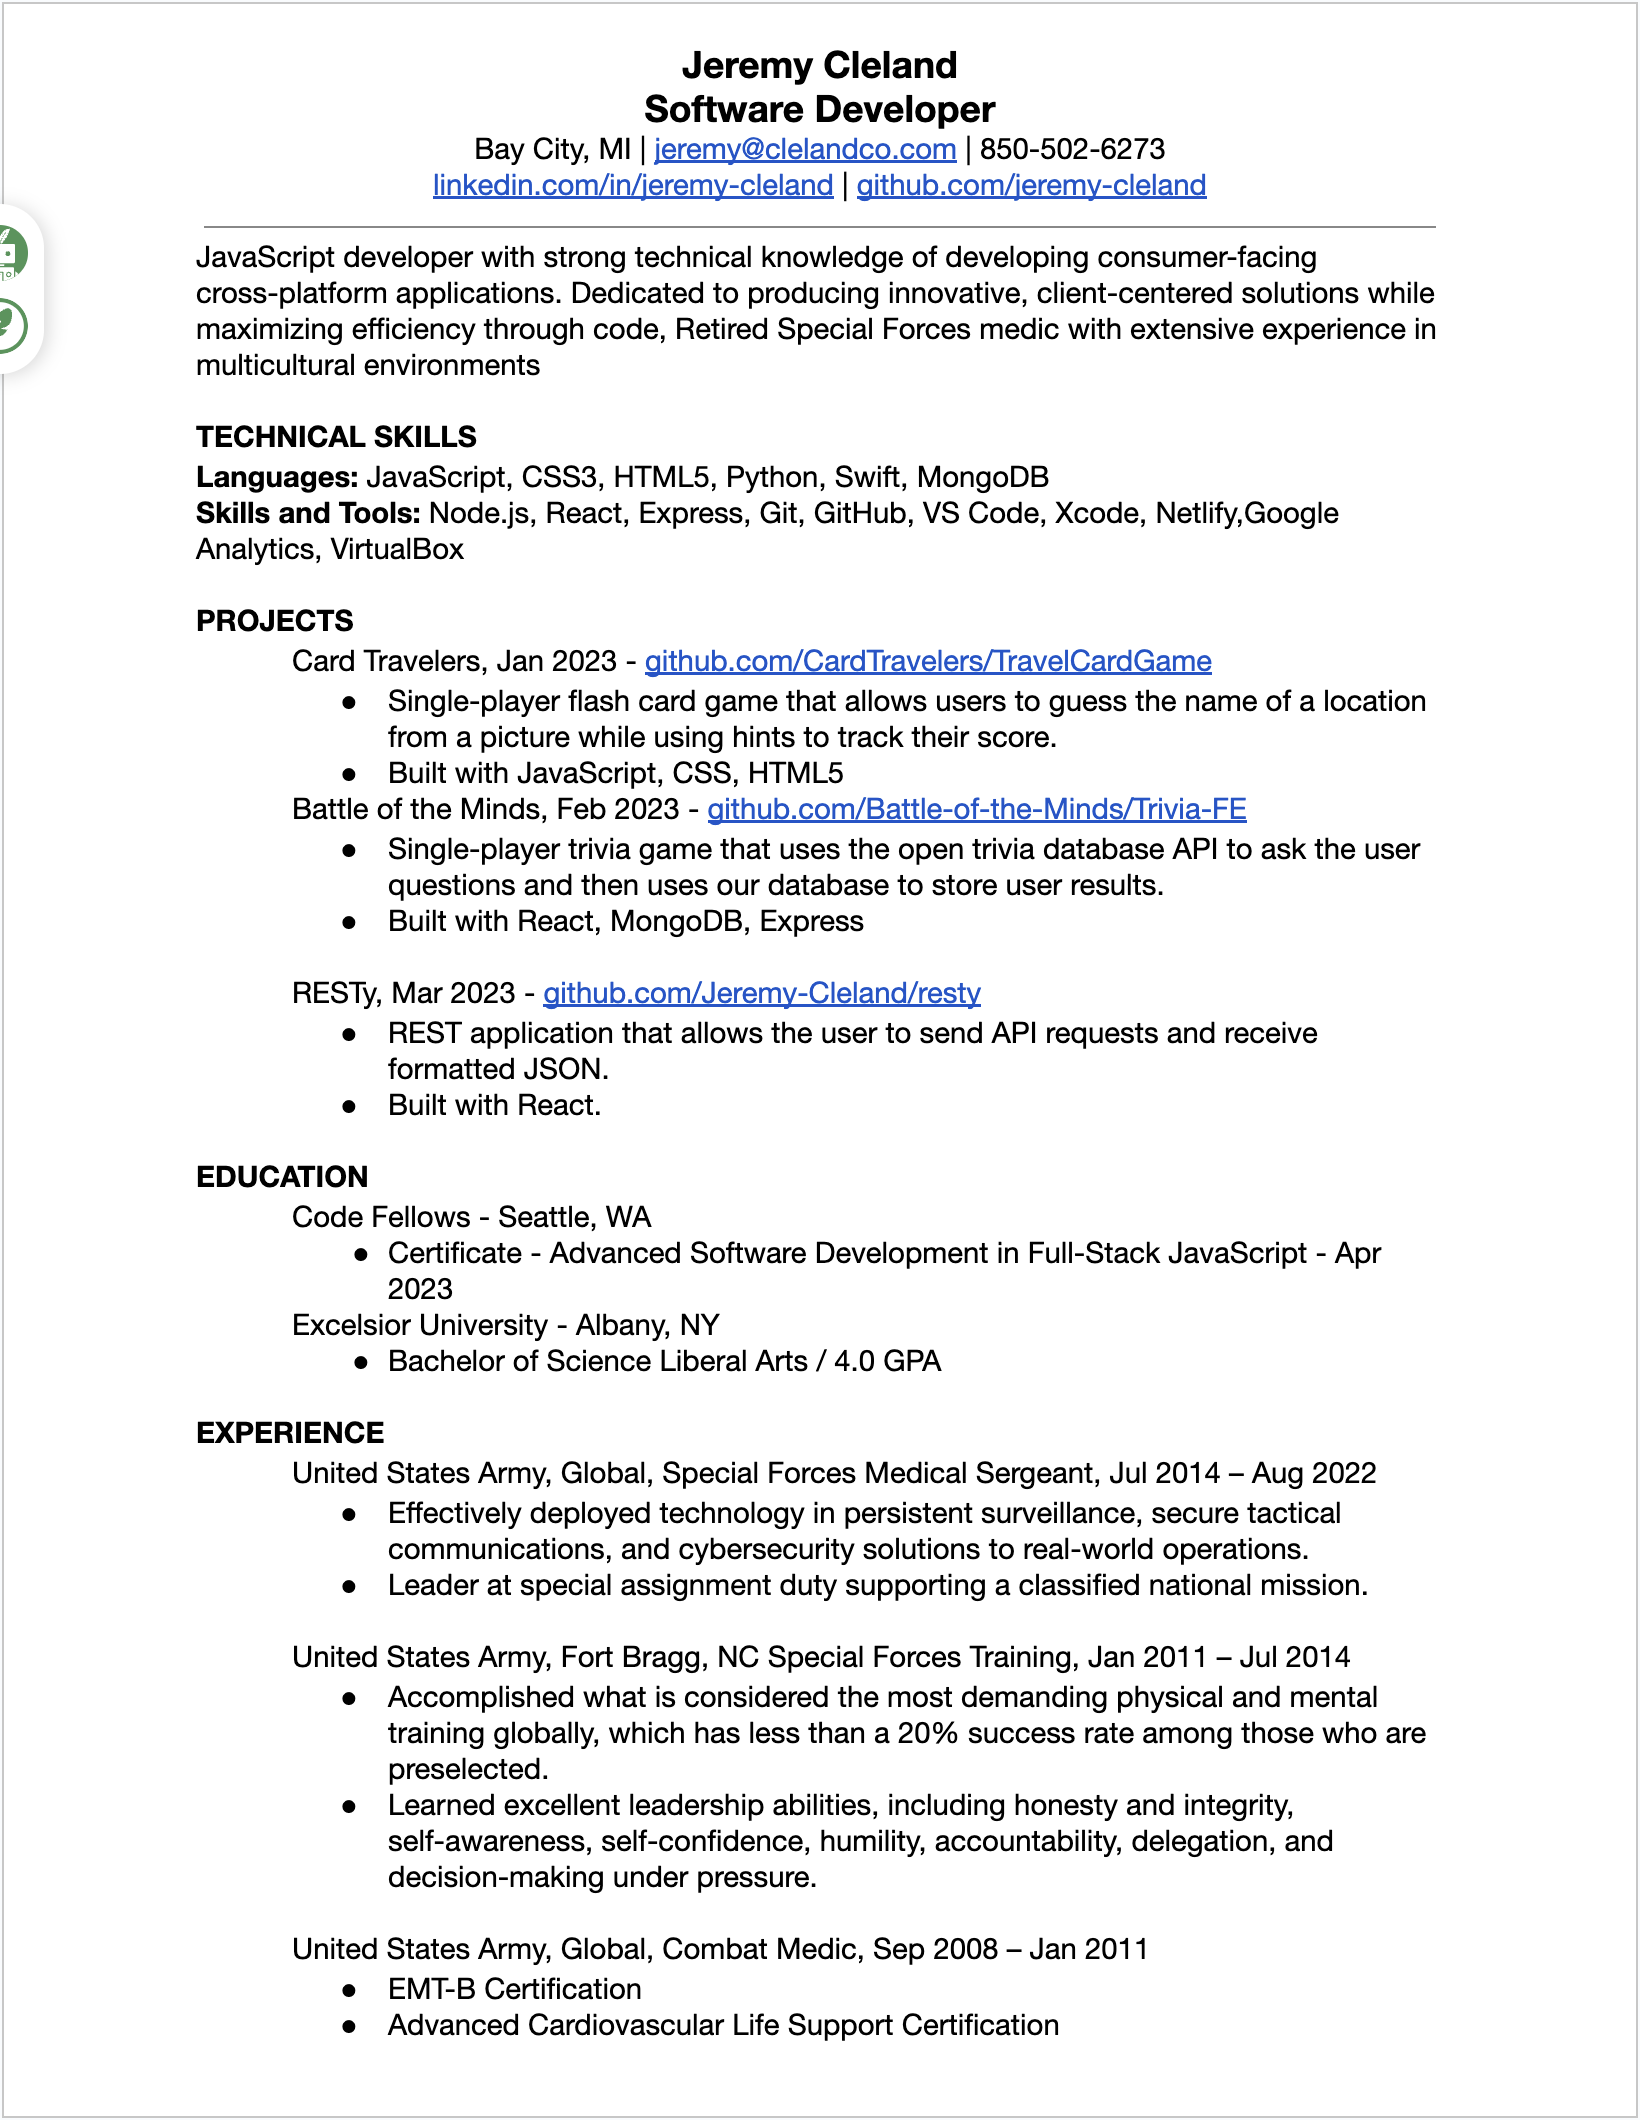 Jeremy Cleland
Software Developer
Bay City, MI | jeremy@clelandco.com | 850-502-6273
linkedin.com/in/jeremy-cleland | github.com/jeremy-cleland
JavaScript developer with strong technical knowledge of developing consumer-facing
cross-platform applications. Dedicated to producing innovative, client-centered solutions while
maximizing efficiency through code, Retired Special Forces medic with extensive experience in
multicultural environments
TECHNICAL SKILLS
Languages: JavaScript, CSS3, HTML5, Python, Swift, MongoDB
Skills and Tools: Node.js, React, Express, Git, GitHub, VS Code, Xcode, Netlify,Google
Analytics, VirtualBox
PROJECTS
Card Travelers, Jan 2023 - github.com/CardTravelers/TravelCardGame
● Single-player flash card game that allows users to guess the name of a location
from a picture while using hints to track their score.
● Built with JavaScript, CSS, HTML5
Battle of the Minds, Feb 2023 - github.com/Battle-of-the-Minds/Trivia-FE
● Single-player trivia game that uses the open trivia database API to ask the user
questions and then uses our database to store user results.
● Built with React, MongoDB, Express
RESTy, Mar 2023 - github.com/Jeremy-Cleland/resty
● REST application that allows the user to send API requests and receive
formatted JSON.
● Built with React.
EDUCATION
Code Fellows - Seattle, WA
● Certificate - Advanced Software Development in Full-Stack JavaScript - Apr
2023
Excelsior University - Albany, NY
● Bachelor of Science Liberal Arts / 4.0 GPA
EXPERIENCE
United States Army, Global, Special Forces Medical Sergeant, Jul 2014 – Aug 2022
● Effectively deployed technology in persistent surveillance, secure tactical
communications, and cybersecurity solutions to real-world operations.
● Leader at special assignment duty supporting a classified national mission.
United States Army, Fort Bragg, NC Special Forces Training, Jan 2011 – Jul 2014
● Accomplished what is considered the most demanding physical and mental
training globally, which has less than a 20% success rate among those who are
preselected.
● Learned excellent leadership abilities, including honesty and integrity,
self-awareness, self-confidence, humility, accountability, delegation, and
decision-making under pressure.
United States Army, Global, Combat Medic, Sep 2008 – Jan 2011
● EMT-B Certification
● Advanced Cardiovascular Life Support Certification